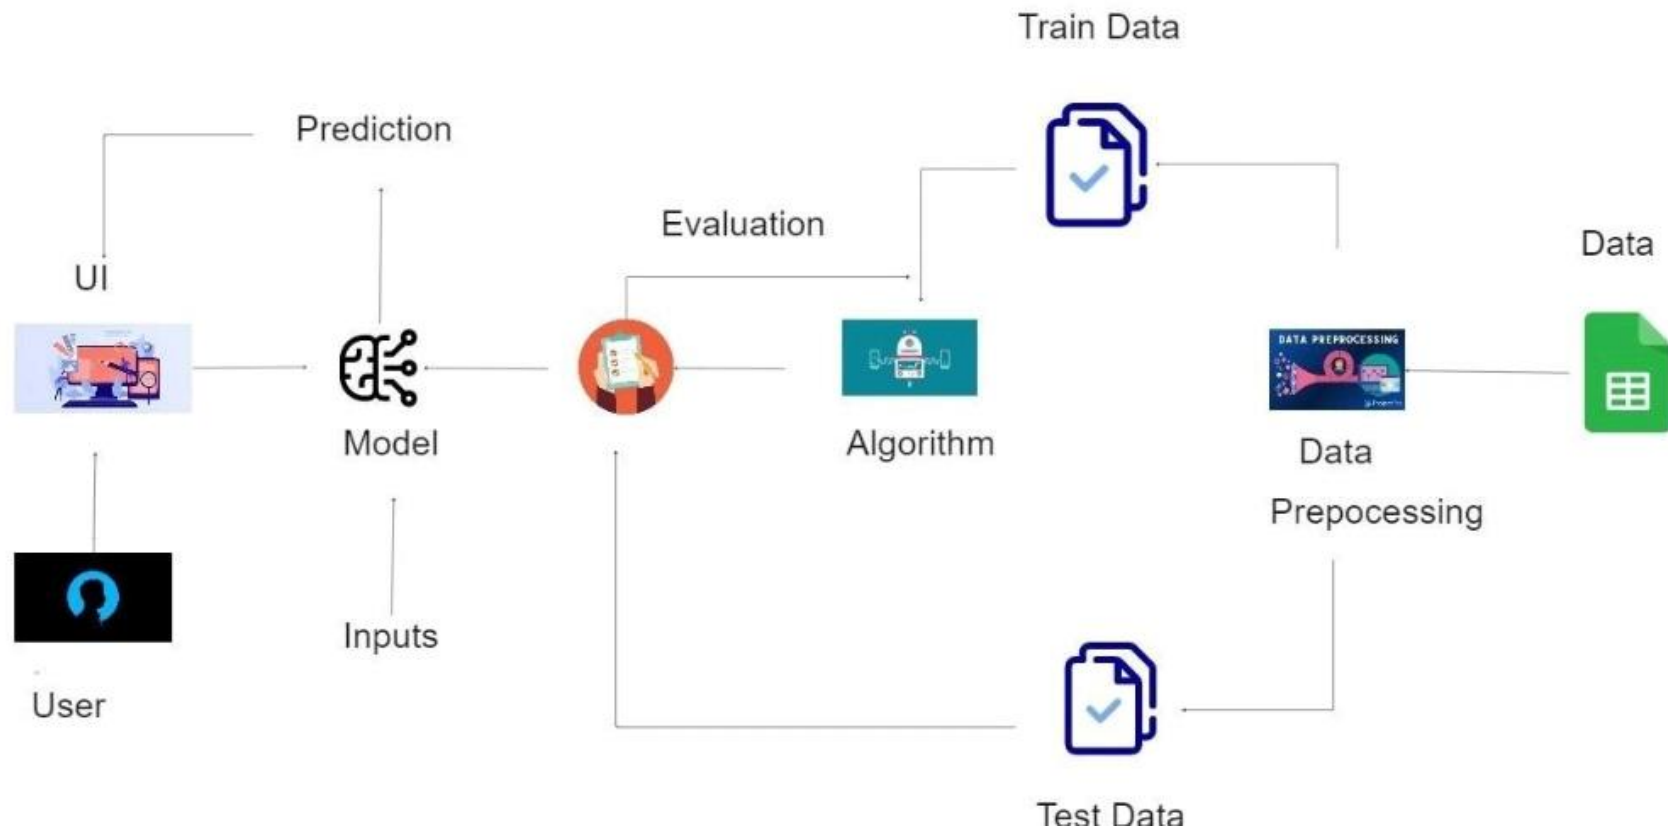 Train Data
Prediction
Evaluation
Data
UI
DATA PREPROCESSING
Model
Algorithm
Data
Prepocessing
Inputs
User
Test Data